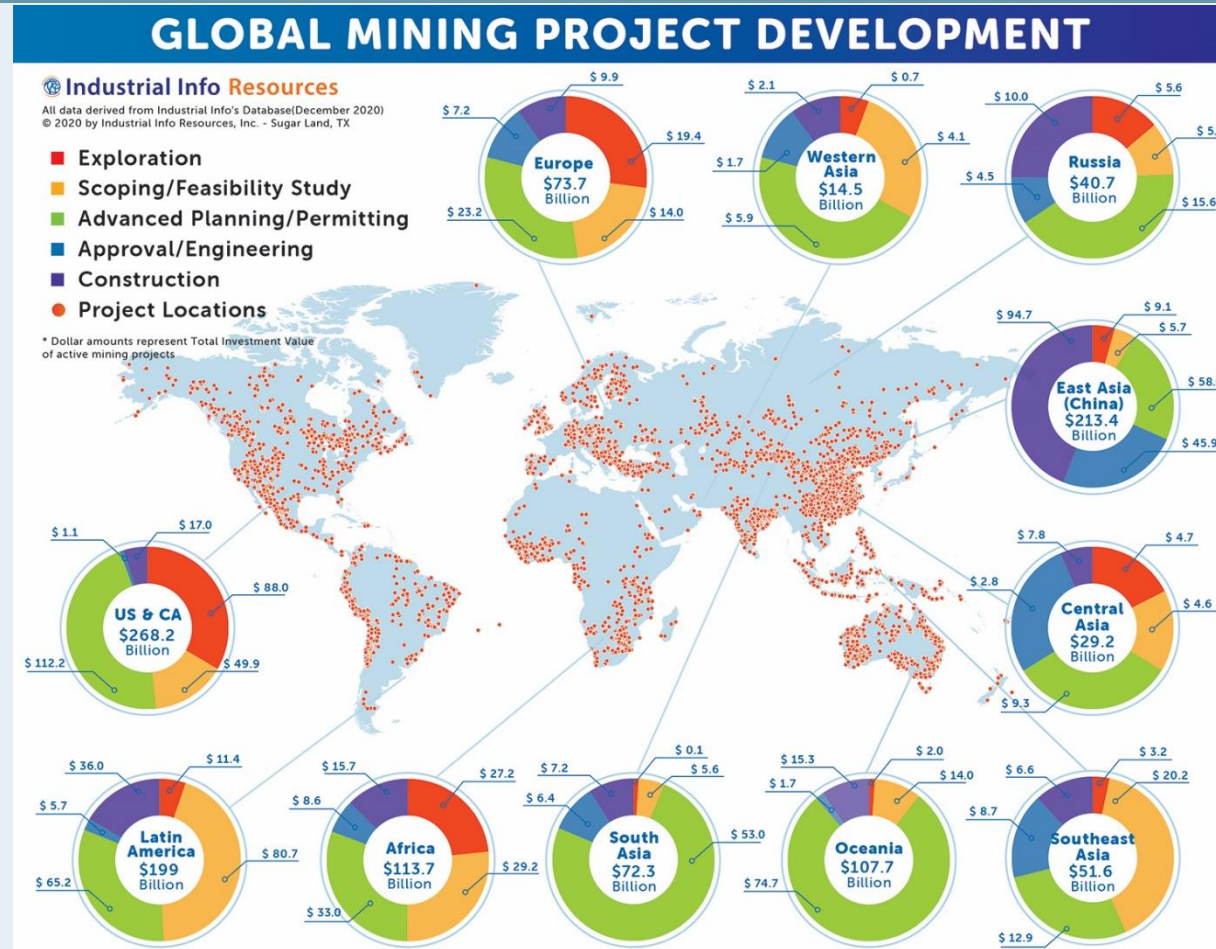 GLOBAL MINING PROJECT DEVELOPMENT
Industrial Info Resources
All data derived from Industrial Info's Database(December 2020)
© 2020 by Industrial Info Resources, Inc. - Sugar Land, TX
Exploration
Scoping/Feasibility Study
Advanced Planning/Permitting
Approval/Engineering
Construction
Project Locations
* Dollar amounts represent Total Investment Value
of active mining projects
$ 9.9
$ 7.2
$ 19.4
Europe
$73.7
Billion
$ 23.2
$ 14.0
$ 0.7
$ 2.1
$ 4.1
$ 1.7
Western
Asia
$14.5
Billion
$ 5.9
$ 5.6
$ 10.0
$ 5.
Russia
$40.7
Billion
$ 4.5
$ 15.6
$ 9.1
$ 94.7
$ 5.7
East Asia
(China)
$213.4
Billion
$ 58.
$ 45.9
$ 7.8
$ 4.7
$ 2.8
Central
Asia
$29.2
Billion
$ 4.6
$ 9.3
$ 17.0
$ 1.1
$ 88.0
US & CA
$268.2
Billion
$ 112.2
$ 49.9
$ 36.0
$ 11.4
$ 5.7
Latin
America
$199
Billion
$ 80.7
$ 65.2
$ 15.7
$ 27.2
$ 8.6
Africa
$113.7
Billion
$ 29.2
$ 33.0
$ 0.1
$ 7.2
$ 5.6
$ 6.4
South
Asia
$72.3
Billion
$ 53.0
$ 2.0
$ 15.3
$ 14.0
$ 1.7
Oceania
$107.7
Billion
$ 74.7
$ 3.2
$ 6.6
$ 20.2
$ 8.7
Southeast
Asia
$51.6
Billion
$ 12.9